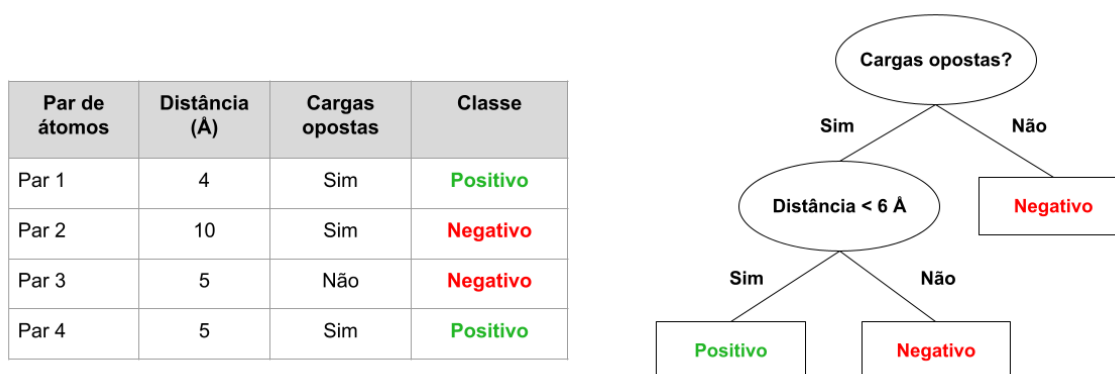 Par de átomos Distância (Å) Cargas opostas Classe
Par 1 4 Sim Positivo
Par 2 10 Sim Negativo
Par 3 5 Não Negativo
Par 4 5 Sim Positivo
Cargas opostas?
Sim Não
Distância < 6 Å Negativo
Sim Não
Positivo Negativo